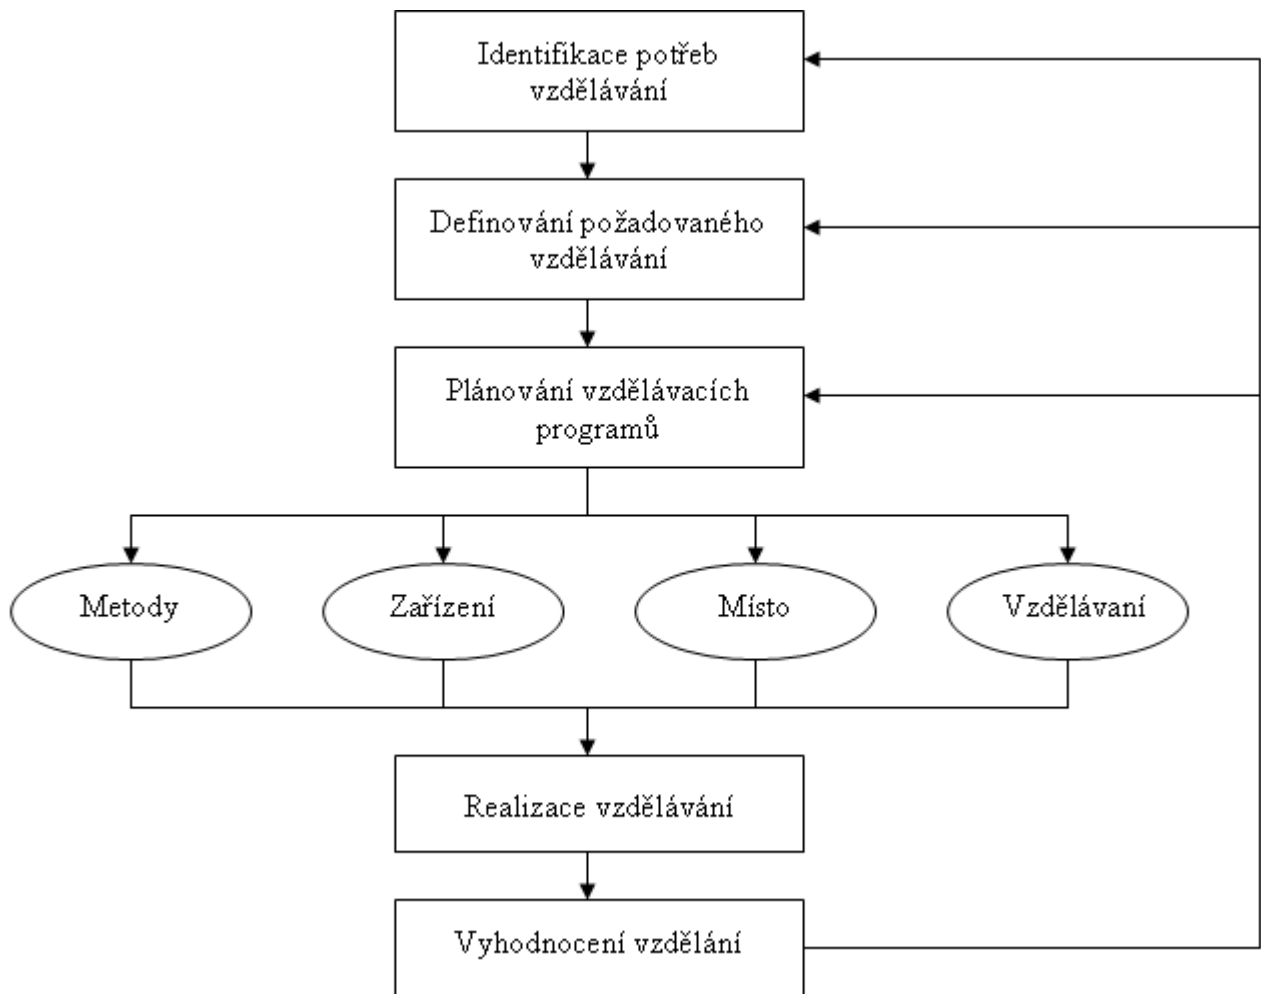 Identifikace potřeb
vzdělávání
Definování požadovaného
vzdělávání
Plánování vzdělávacích
programů
Metody
Zařízení
Místo
Vzdělávaní
Realizace vzdělávání
Vyhodnocení vzdělání